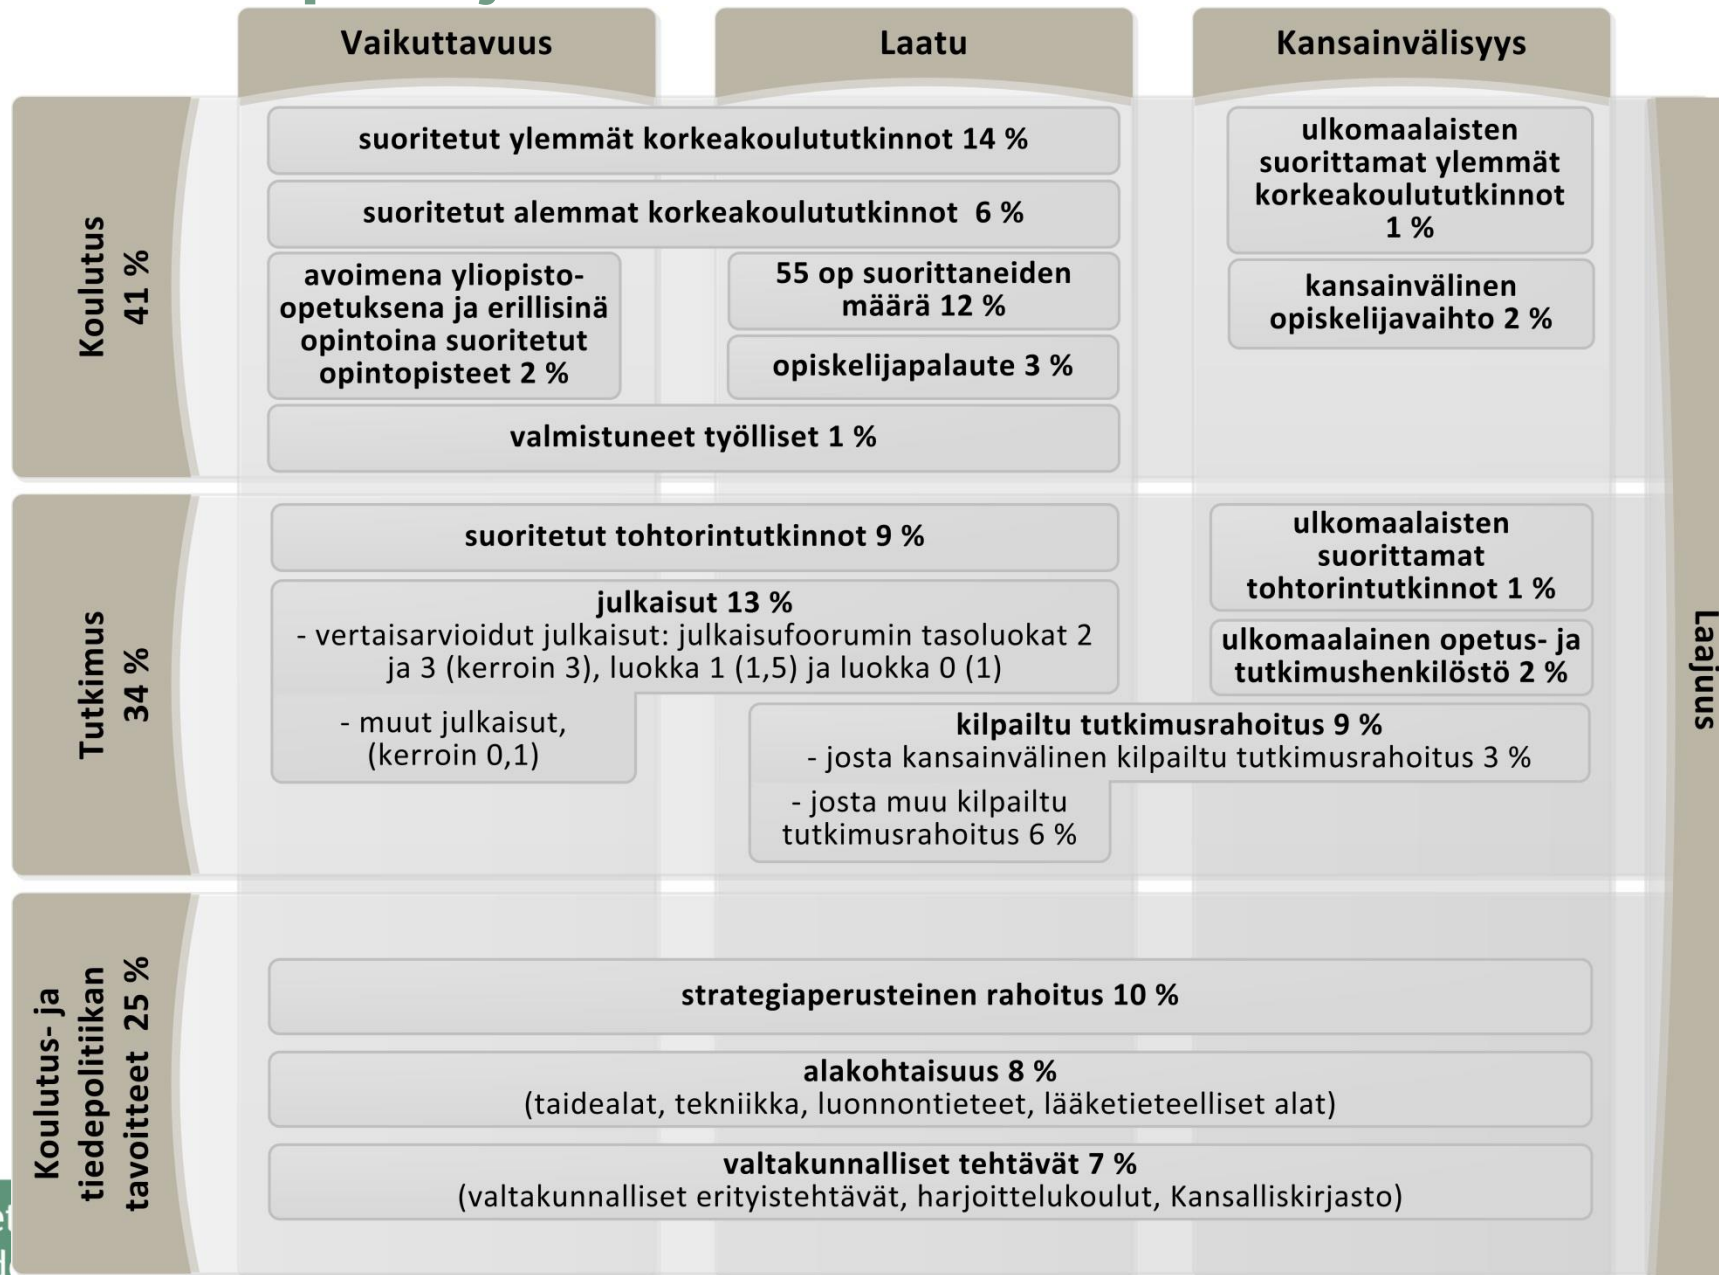 Vaikuttavuus
Laatu
Kansainvälisyys
Koulutus
41 %
suoritetut ylemmät korkeakoulututkinnot 14 %
suoritetut alemmat korkeakoulututkinnot 6 %
avoimena yliopisto-
opetuksena ja erillisinä
opintoina suoritetut
opintopisteet 2 %
55 op suorittaneiden
määrä 12 %
opiskelijapalaute 3 %
valmistuneet työlliset 1 %
ulkomaalaisten
suorittamat ylemmät
korkeakoulututkinnot
1 %
kansainvälinen
opiskelijavaihto 2 %
Tutkimus
34 %
suoritetut tohtorintutkinnot 9 %
julkaisut 13 %
- vertaisarvioidut julkaisut: julkaisufoorumin tasoluokat 2
ja 3 (kerroin 3), luokka 1 (1,5) ja luokka 0 (1)
- muut julkaisut,
(kerroin 0,1)
ulkomaalaisten
suorittamat
tohtorintutkinnot 1 %
ulkomaalainen opetus- ja
tutkimushenkilöstö 2 %
kilpailtu tutkimusrahoitus 9 %
- josta kansainvälinen kilpailtu tutkimusrahoitus 3 %
- josta muu kilpailtu
tutkimusrahoitus 6 %
Laajuus
Koulutus- ja
tiedepolitiikan
tavoitteet 25 %
strategiaperusteinen rahoitus 10 %
alakohtaisuus 8 %
(taidealat, tekniikka, luonnontieteet, lääketieteelliset alat)
valtakunnalliset tehtävät 7 %
(valtakunnalliset erityistehtävät, harjoittelukoulut, Kansalliskirjasto)